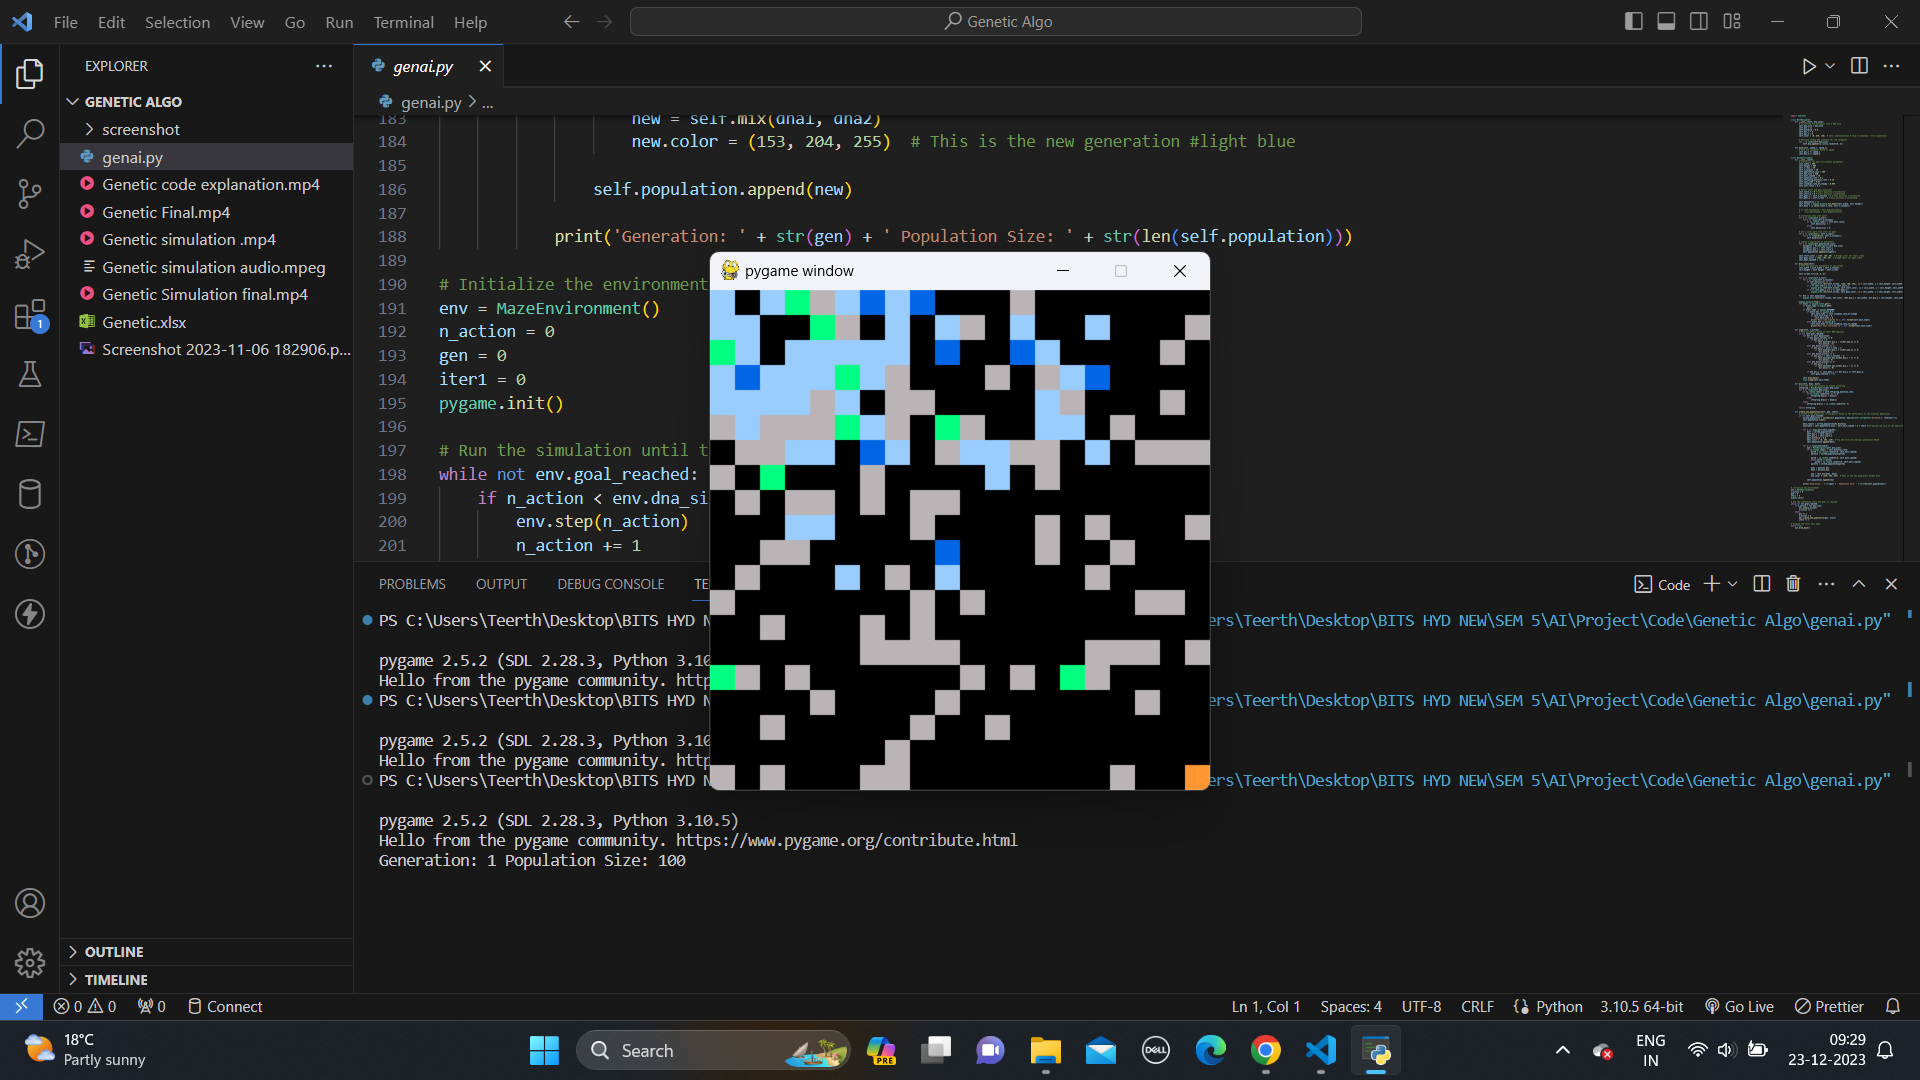 File Edit Selection View Go Run Terminal Help
Genetic Algo
EXPLORER
GENETIC ALGO
screenshot
genai.py
Genetic code explanation.mp4
Genetic Final.mp4
Genetic simulation .mp4
Genetic simulation audio.mpeg
Genetic Simulation final.mp4
Genetic.xlsx
Screenshot 2023-11-06 182906.p...
OUTLINE
TIMELINE
1
genai.py
genai.py > ...
183 new = self.mix(dna1, dna2)
184 new.color = (153, 204, 255) # This is the new generation #light blue
185
186 self.population.append(new)
187
188 print('Generation: ' + str(gen) + ' Population Size: ' + str(len(self.population)))
189
190 # Initialize the environment
191 env = MazeEnvironment()
192 n_action = 0
193 gen = 0
194 iter1 = 0
195 pygame.init()
196
197 # Run the simulation until t
198 while not env.goal_reached:
199 if n_action < env.dna_si
200 env.step(n_action)
201 n_action += 1
pygame window
PROBLEMS OUTPUT DEBUG CONSOLE TE
Code
PS C:\Users\Teerth\Desktop\BITS HYD N ers\Teerth\Desktop\BITS HYD NEW\SEM 5\AI\Project\Code\Genetic Algo\genai.py"
pygame 2.5.2 (SDL 2.28.3, Python 3.10
Hello from the pygame community. http
PS C:\Users\Teerth\Desktop\BITS HYD N ers\Teerth\Desktop\BITS HYD NEW\SEM 5\AI\Project\Code\Genetic Algo\genai.py"
pygame 2.5.2 (SDL 2.28.3, Python 3.10
Hello from the pygame community. http
PS C:\Users\Teerth\Desktop\BITS HYD N ers\Teerth\Desktop\BITS HYD NEW\SEM 5\AI\Project\Code\Genetic Algo\genai.py"
pygame 2.5.2 (SDL 2.28.3, Python 3.10.5)
Hello from the pygame community. https://www.pygame.org/contribute.html
Generation: 1 Population Size: 100
0 0 0 Connect
Ln 1, Col 1 Spaces: 4 UTF-8 CRLF Python 3.10.5 64-bit Go Live Prettier
18°C
Partly sunny
Search
PRE
DELL
ENG
IN
09:29
23-12-2023